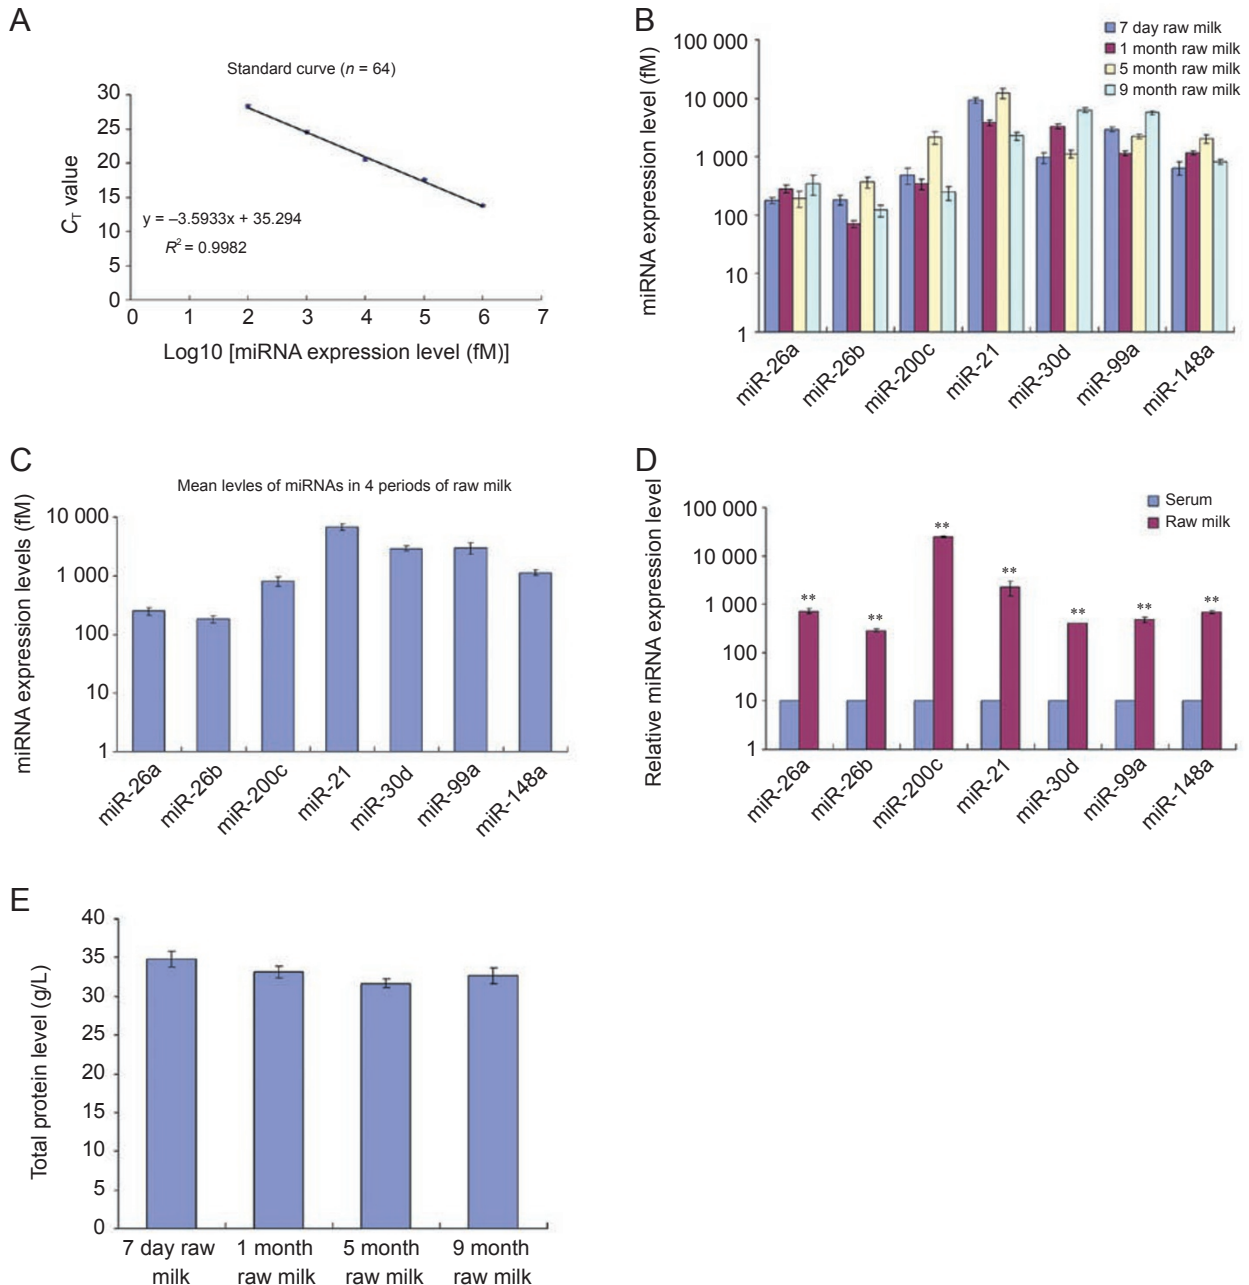 A
Standard curve (n = 64)
30
25
20
15
10
5
0
C_T value
y = –3.5933x + 35.294
R² = 0.9982
0 1 2 3 4 5 6 7
Log10 [miRNA expression level (fM)]
B
7 day raw milk
1 month raw milk
5 month raw milk
9 month raw milk
100 000
10 000
1 000
100
10
1
miRNA expression level (fM)
miR-26a miR-26b miR-200c miR-21 miR-30d miR-99a miR-148a
C
Mean levles of miRNAs in 4 periods of raw milk
10 000
1 000
100
10
1
miRNA expression levels (fM)
miR-26a miR-26b miR-200c miR-21 miR-30d miR-99a miR-148a
D
Serum
Raw milk
100 000
10 000
1 000
100
10
1
Relative miRNA expression level
** ** ** ** ** ** **
miR-26a miR-26b miR-200c miR-21 miR-30d miR-99a miR-148a
E
40
35
30
25
20
15
10
5
0
Total protein level (g/L)
7 day raw 1 month 5 month 9 month
milk raw milk raw milk raw milk